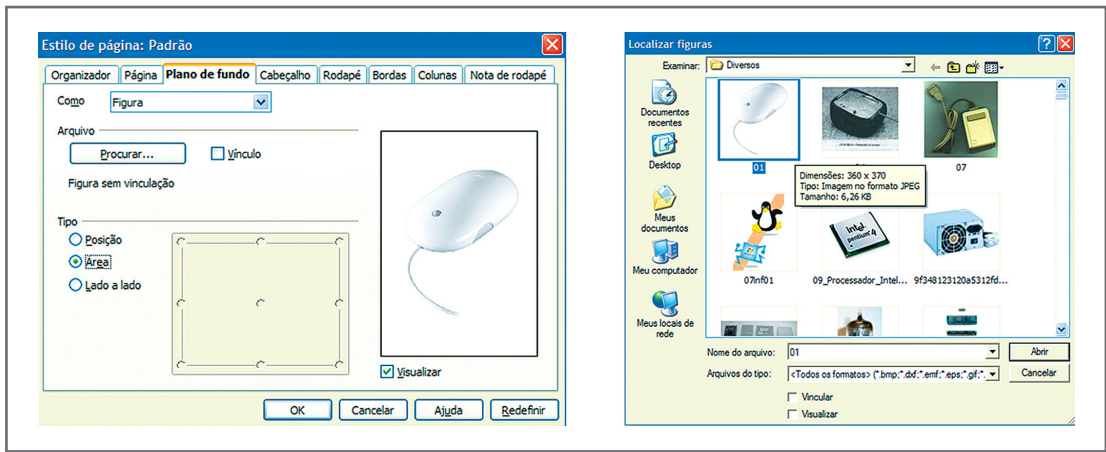 Estilo de página: Padrão
Organizador Página Plano de fundo Cabeçalho Rodapé Bordas Colunas Nota de rodapé
Como Figura
Arquivo
Procurar... Vínculo
Figura sem vinculação
Tipo
Posição
Área
Lado a lado
Visualizar
OK Cancelar Ajuda Redefinir
Localizar figuras
Examinar: Diversos
Documentos recentes
Desktop
Meus documentos
Meu computador
Meus locais de rede
01
07
Dimensões: 360 x 370
Tipo: Imagem no formato JPEG
Tamanho: 6,26 KB
intel
pentium 4
07inf01 09_Processador_Intel... 9f348123120a5312fd...
Nome do arquivo: 01 Abrir
Arquivos do tipo: <Todos os formatos> (*.bmp;*.dxf;*.emf;*.eps;*.gif;*. Cancelar
Vincular
Visualizar